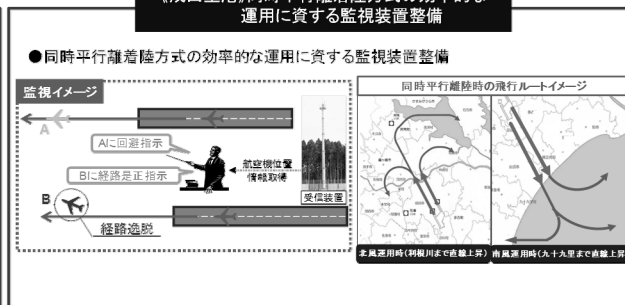 運用に資する監視装置整備
●同時平行離着陸方式の効率的な運用に資する監視装置整備
監視イメージ
A
Aに回避指示
Bに経路是正指示
航空機位置
情報取得
受信装置
B
経路逸脱
同時平行離陸時の飛行ルートイメージ
北風運用時(利根川まで直線上昇)
南風運用時(九十九里まで直線上昇